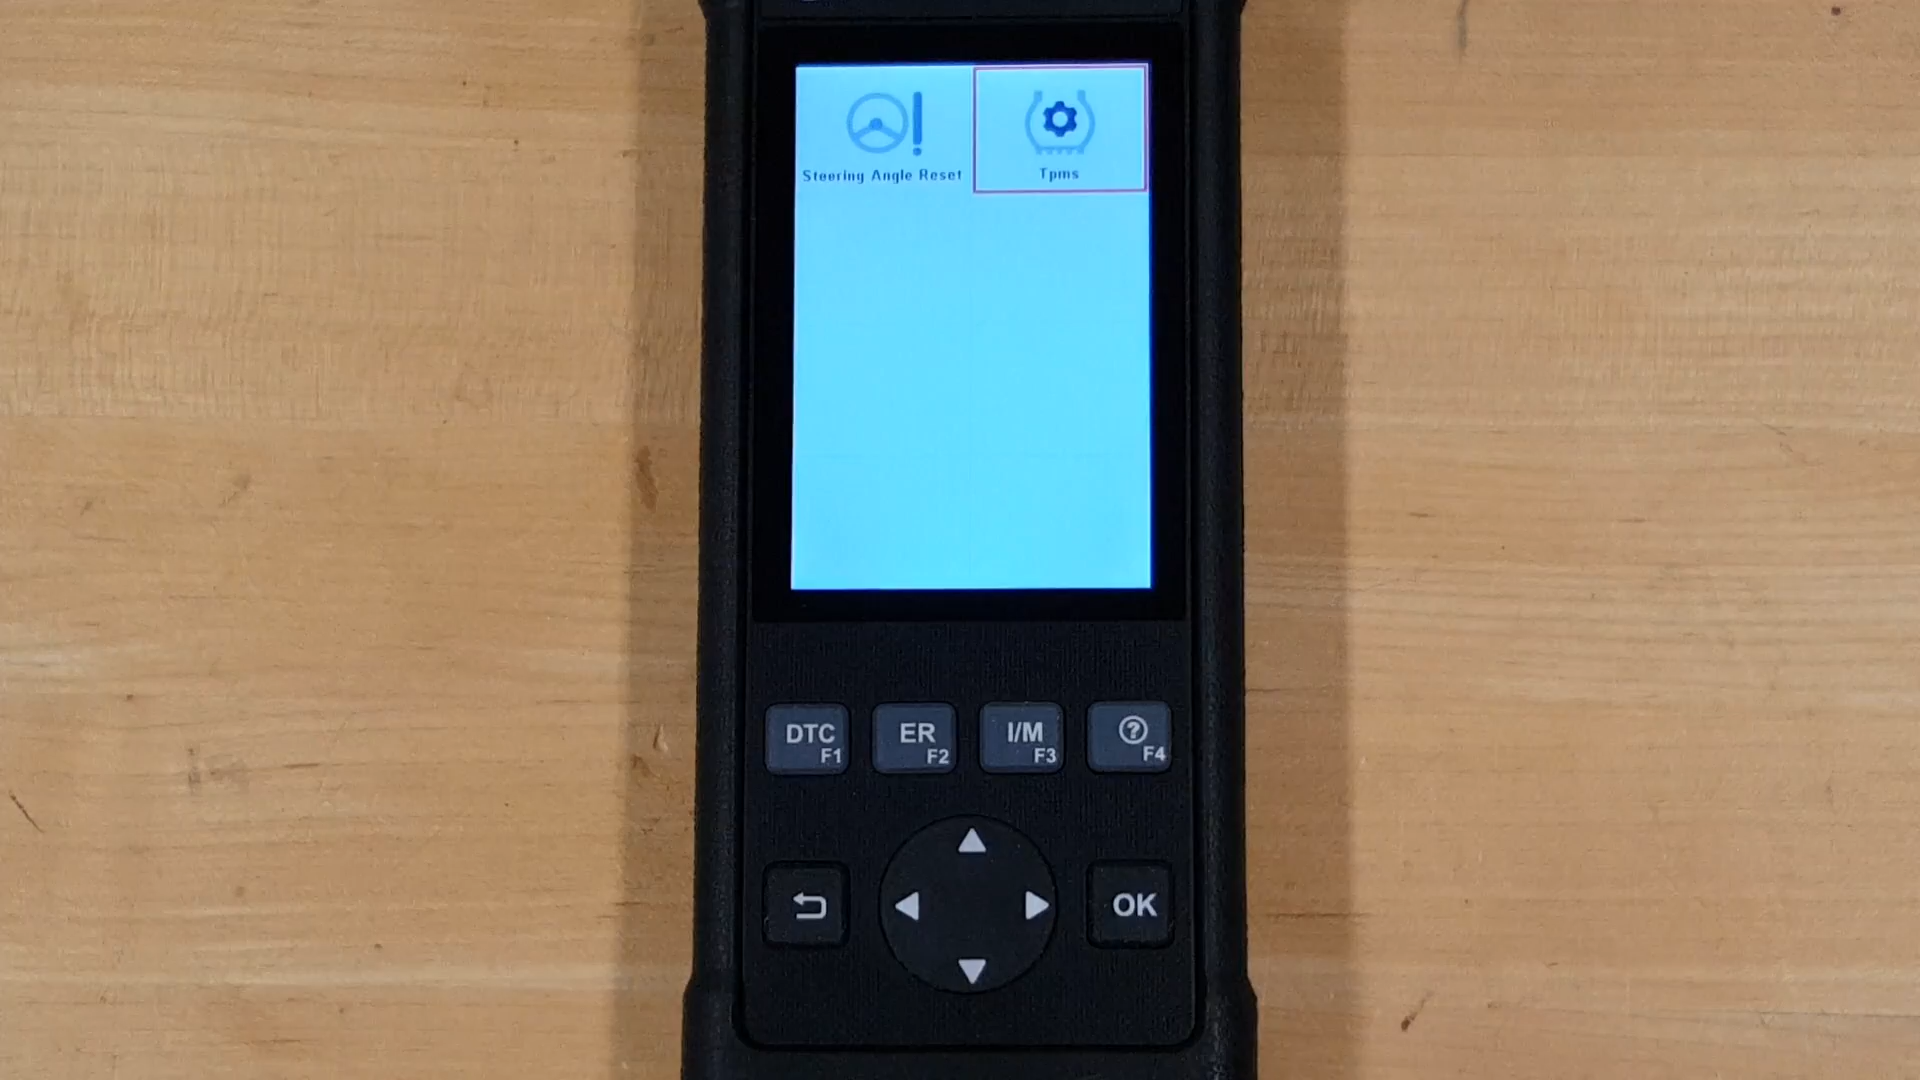 Steering Angle Reset
Tpms
DTC F1
ER F2
I/M F3
? F4
OK